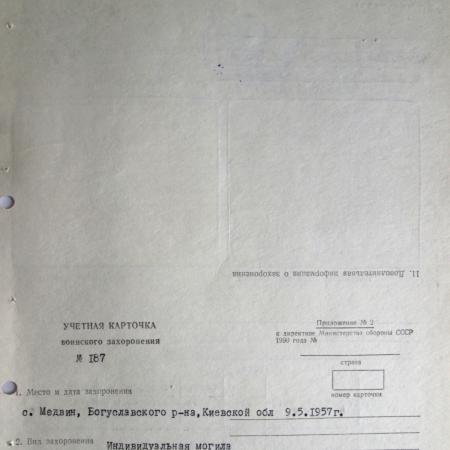 11. Дополнительная информация о захоронении
УЧЕТНАЯ КАРТОЧКА
воинского захоронения
№ 187
Приложение № 2
к директиве Министерства обороны СССР
1990 года №
страна
номер карточки
1. Место и дата захоронения
с. Медвин, Богуславского р-на,Киевской обл 9.5.1957г.
2. Вид захоронения Индивидуальная могила